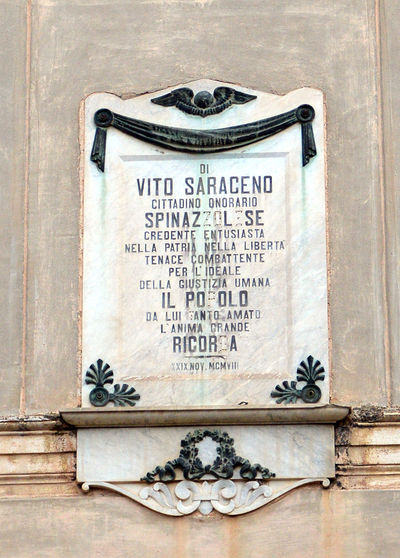 DI
VITO SARACENO
CITTADINO ONORARIO
SPINAZZOLESE
CREDENTE ENTUSIASTA
NELLA PATRIA NELLA LIBERTA
TENACE COMBATTENTE
PER L'IDEALE
DELLA GIUSTIZIA UMANA
IL POPOLO
DA LUI TANTO AMATO
L'ANIMA GRANDE
RICORDA
XXIX.NOV. MCMVIII